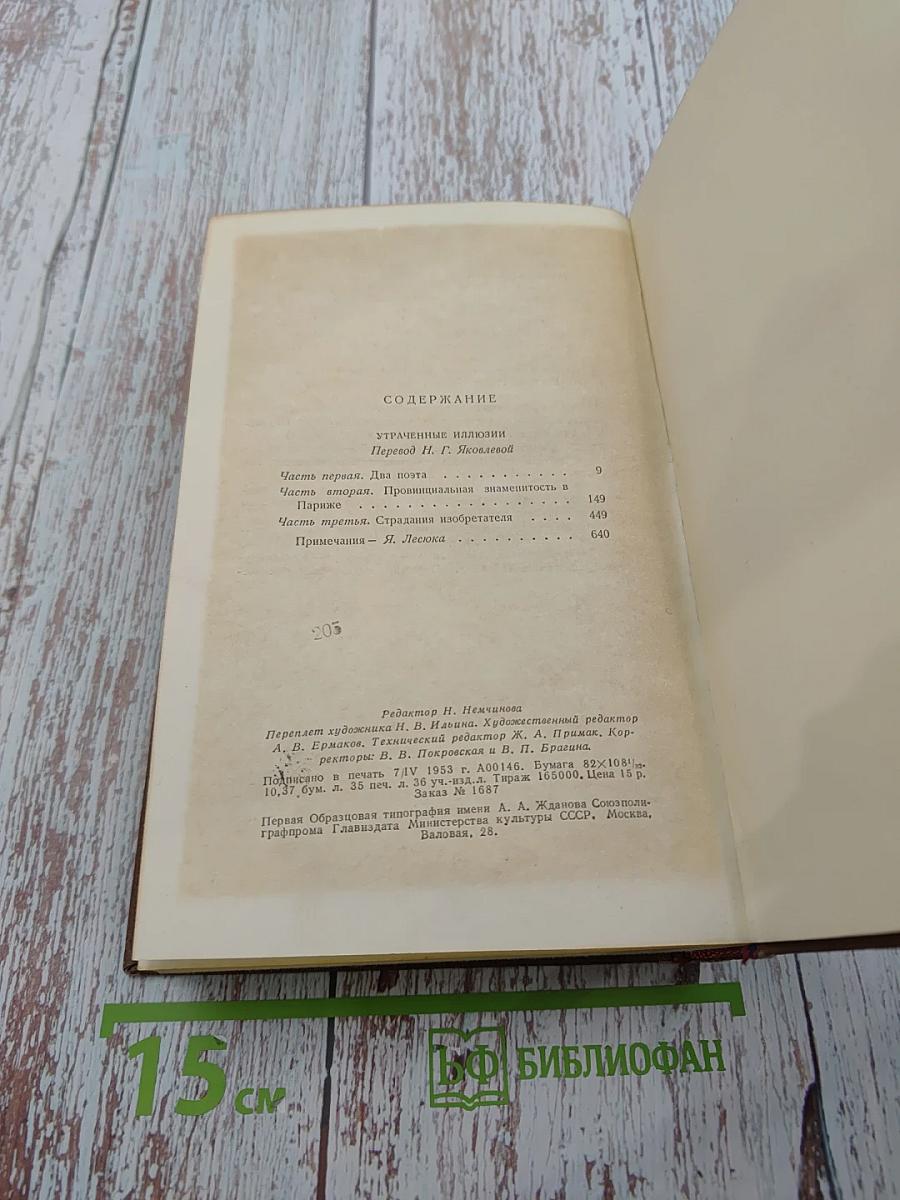 СОДЕРЖАНИЕ
УТРАЧЕННЫЕ ИЛЛЮЗИИ
Перевод Н. Г. Яковлевой
Часть первая. Два поэта . . . . . . . . . . . 9
Часть вторая. Провинциальная знаменитость в
Париже . . . . . . . . . . . . . . . . . . 149
Часть третья. Страдания изобретателя . . . . 449
Примечания — Я. Лесюка . . . . . . . . . . 640
205
Редактор Н. Немчинова
Переплет художника Н. В. Ильина. Художественный редактор
А. В. Ермаков. Технический редактор Ж. А. Примак. Кор-
ректоры: В. В. Покровская и В. П. Брагина.
Подписано в печать 7/IV 1953 г. А00146. Бумага 82×108¹/₃₂.
10,37 бум. л. 35 печ. л. 36 уч.-изд.л. Тираж 165000. Цена 15 р.
Заказ № 1687
Первая Образцовая типография имени А. А. Жданова Союзполи-
графпрома Главиздата Министерства культуры СССР. Москва,
Валовая, 28.
15 см
БФ БИБЛИОФАН